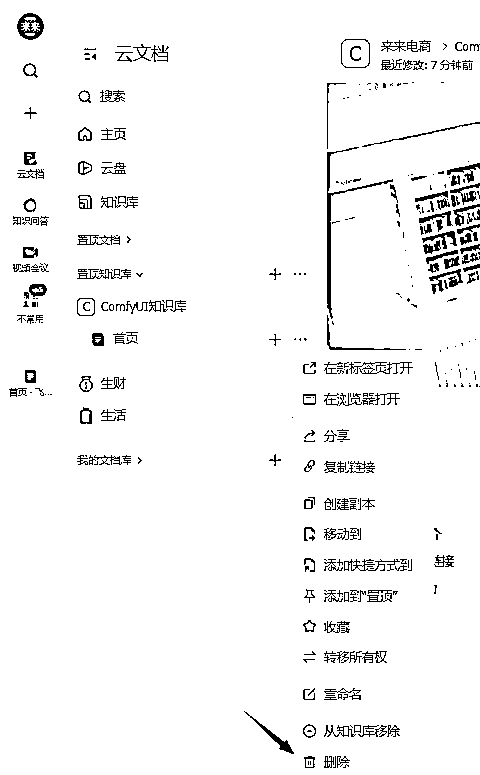 来来
云文档
知识问答
视频会议
不常用
首页 - 飞...
云文档
搜索
主页
云盘
知识库
置顶文档
置顶知识库
C ComfyUI知识库
首页
生财
生活
我的文档库
C
来来电商 > Com
最近修改: 7 分钟前
在新标签页打开
在浏览器打开
分享
复制链接
创建副本
移动到
添加快捷方式到
添加到“置顶”
收藏
转移所有权
重命名
从知识库移除
删除